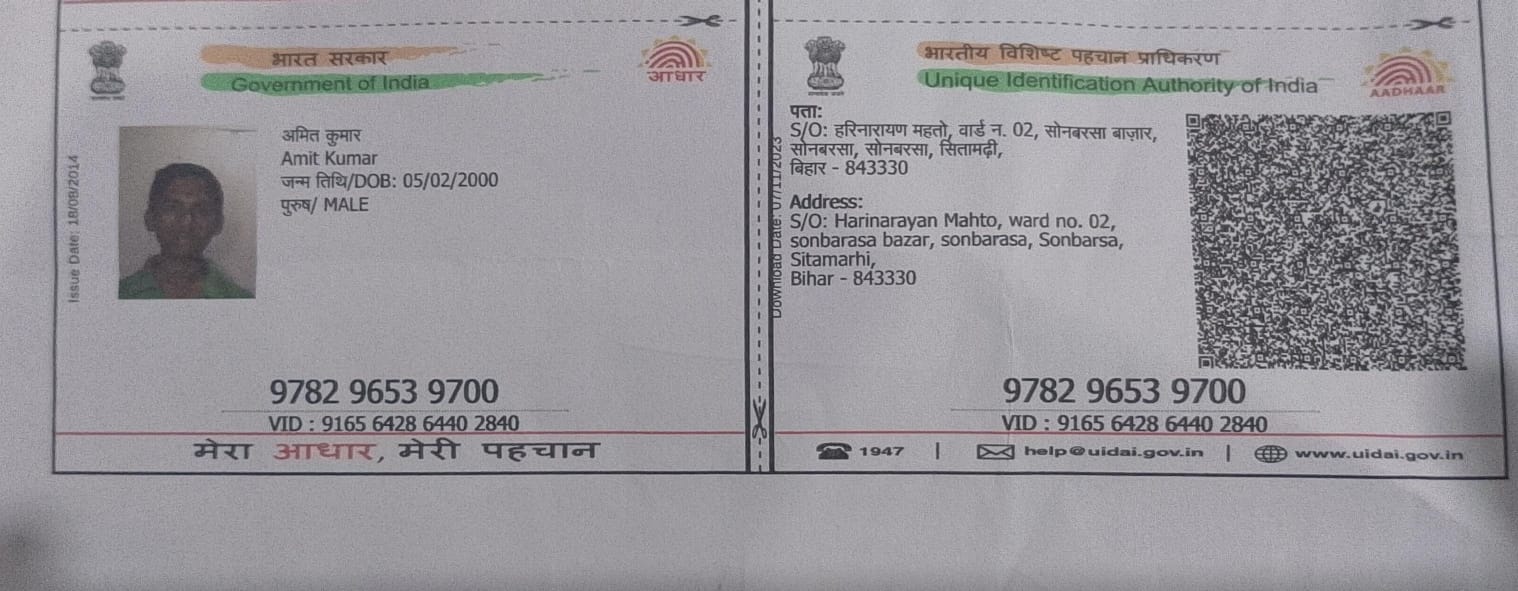 भारत सरकार
Government of India
आधार
Issue Date: 18/08/2014
अमित कुमार
Amit Kumar
जन्म तिथि/DOB: 05/02/2000
पुरुष/ MALE
9782 9653 9700
VID : 9165 6428 6440 2840
मेरा आधार, मेरी पहचान
भारतीय विशिष्ट पहचान प्राधिकरण
Unique Identification Authority of India
AADHAAR
Download Date: 07/11/2023
पता:
S/O: हरिनारायण महतो, वार्ड न. 02, सोनबरसा बाज़ार,
सोनबरसा, सोनबरसा, सितामढ़ी,
बिहार - 843330
Address:
S/O: Harinarayan Mahto, ward no. 02,
sonbarasa bazar, sonbarasa, Sonbarsa,
Sitamarhi,
Bihar - 843330
9782 9653 9700
VID : 9165 6428 6440 2840
1947 | help@uidai.gov.in | www.uidai.gov.in